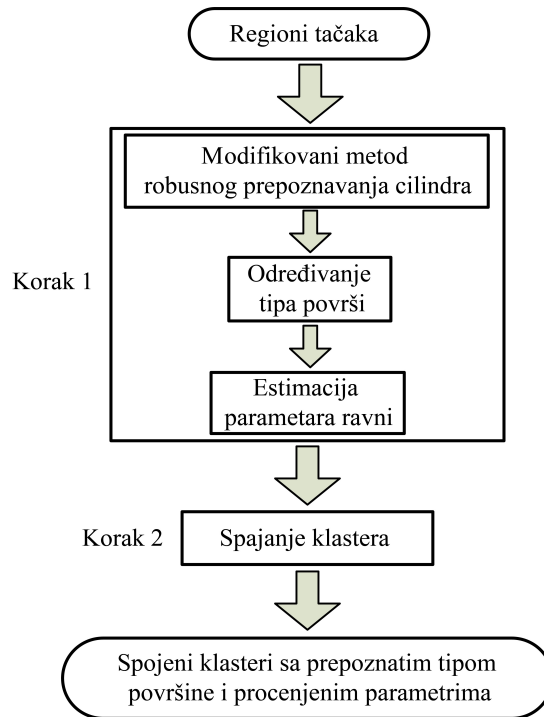 Regioni tačaka
Modifikovani metod
robusnog prepoznavanja cilindra
Korak 1
Određivanje
tipa površi
Estimacija
parametara ravni
Korak 2
Spajanje klastera
Spojeni klasteri sa prepoznatim tipom
površine i procenjenim parametrima